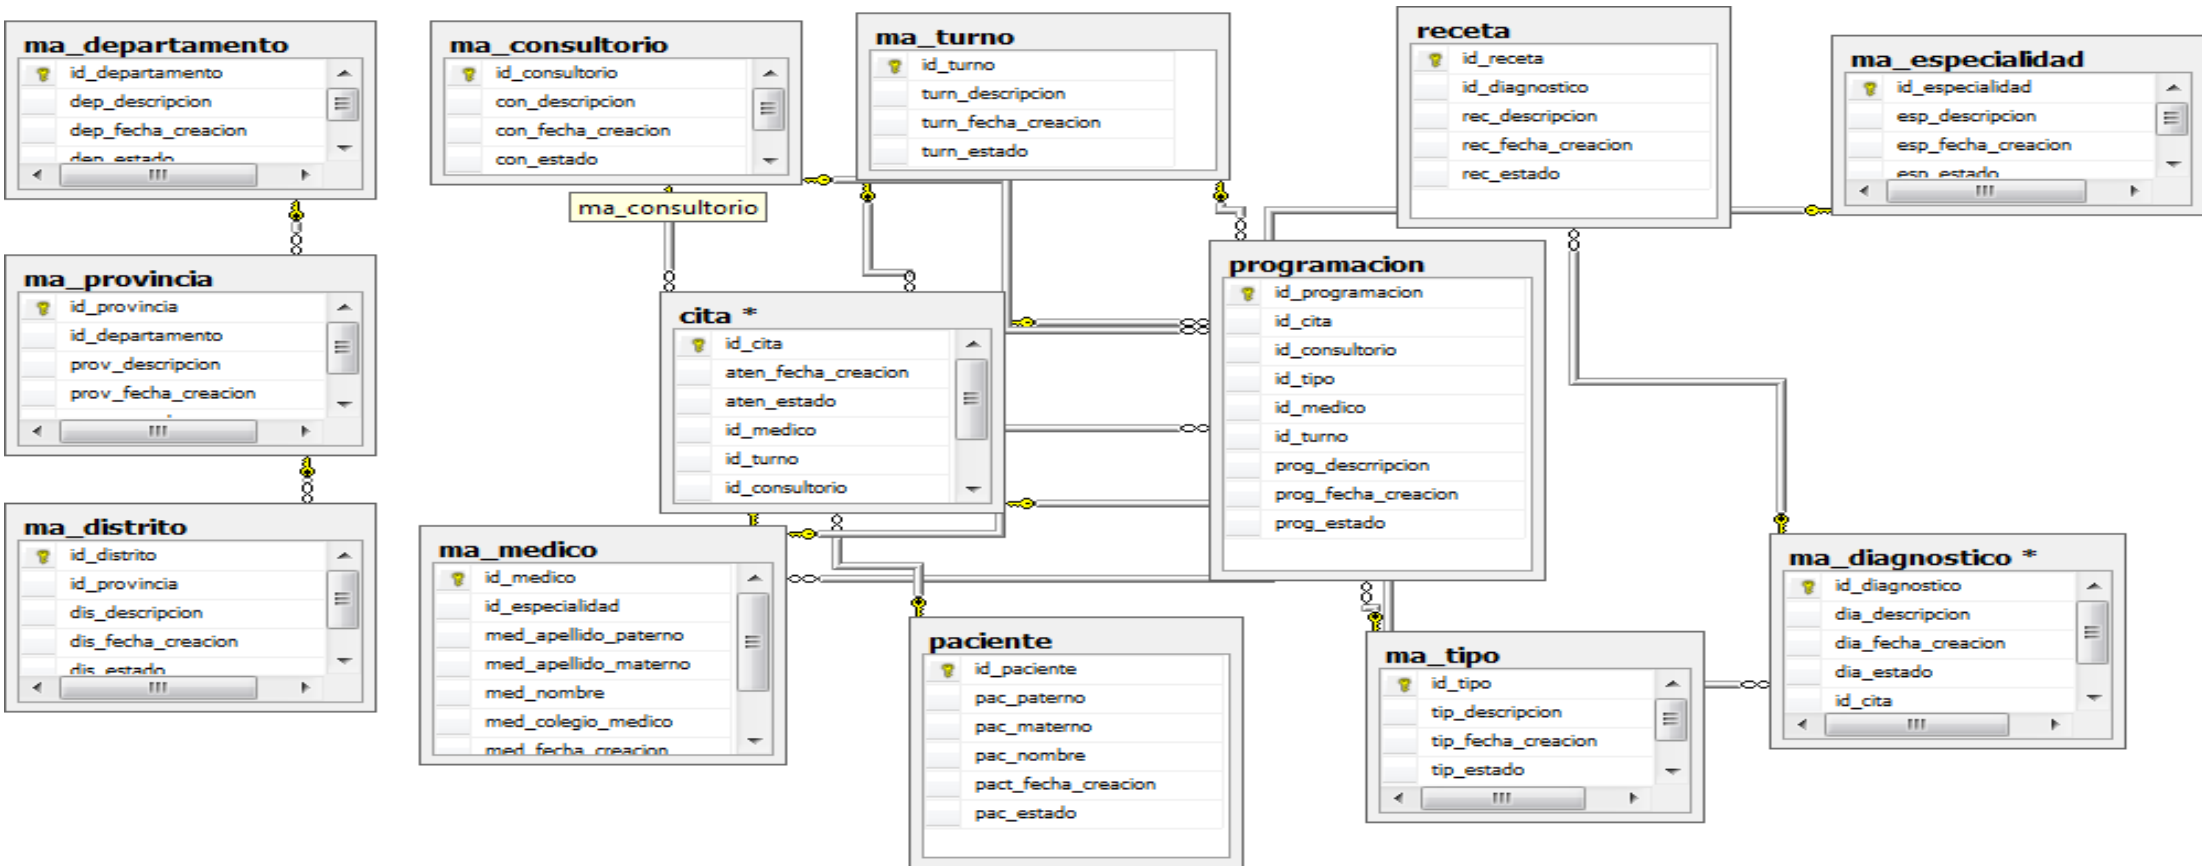 ma_departamento
id_departamento
dep_descripcion
dep_fecha_creacion
dep_estado
ma_consultorio
id_consultorio
con_descripcion
con_fecha_creacion
con_estado
ma_consultorio
ma_turno
id_turno
turn_descripcion
turn_fecha_creacion
turn_estado
receta
id_receta
id_diagnostico
rec_descripcion
rec_fecha_creacion
rec_estado
ma_especialidad
id_especialidad
esp_descripcion
esp_fecha_creacion
esp_estado
ma_provincia
id_provincia
id_departamento
prov_descripcion
prov_fecha_creacion
cita *
id_cita
aten_fecha_creacion
aten_estado
id_medico
id_turno
id_consultorio
programacion
id_programacion
id_cita
id_consultorio
id_tipo
id_medico
id_turno
prog_descrripcion
prog_fecha_creacion
prog_estado
ma_distrito
id_distrito
id_provincia
dis_descripcion
dis_fecha_creacion
dis_estado
ma_medico
id_medico
id_especialidad
med_apellido_paterno
med_apellido_materno
med_nombre
med_colegio_medico
med_fecha_creacion
paciente
id_paciente
pac_paterno
pac_materno
pac_nombre
pact_fecha_creacion
pac_estado
ma_tipo
id_tipo
tip_descripcion
tip_fecha_creacion
tip_estado
ma_diagnostico *
id_diagnostico
dia_descripcion
dia_fecha_creacion
dia_estado
id_cita